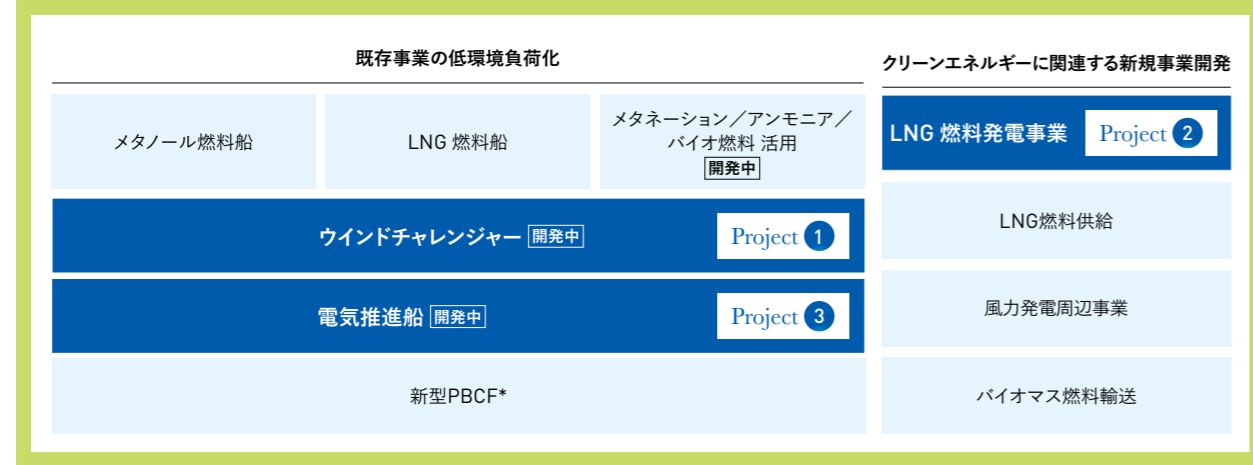 既存事業の低環境負荷化
メタノール燃料船
LNG 燃料船
メタネーション／アンモニア／
バイオ燃料 活用
開発中
ウインドチャレンジャー 開発中 Project 1
電気推進船 開発中 Project 3
新型PBCF*
クリーンエネルギーに関連する新規事業開発
LNG 燃料発電事業 Project 2
LNG燃料供給
風力発電周辺事業
バイオマス燃料輸送